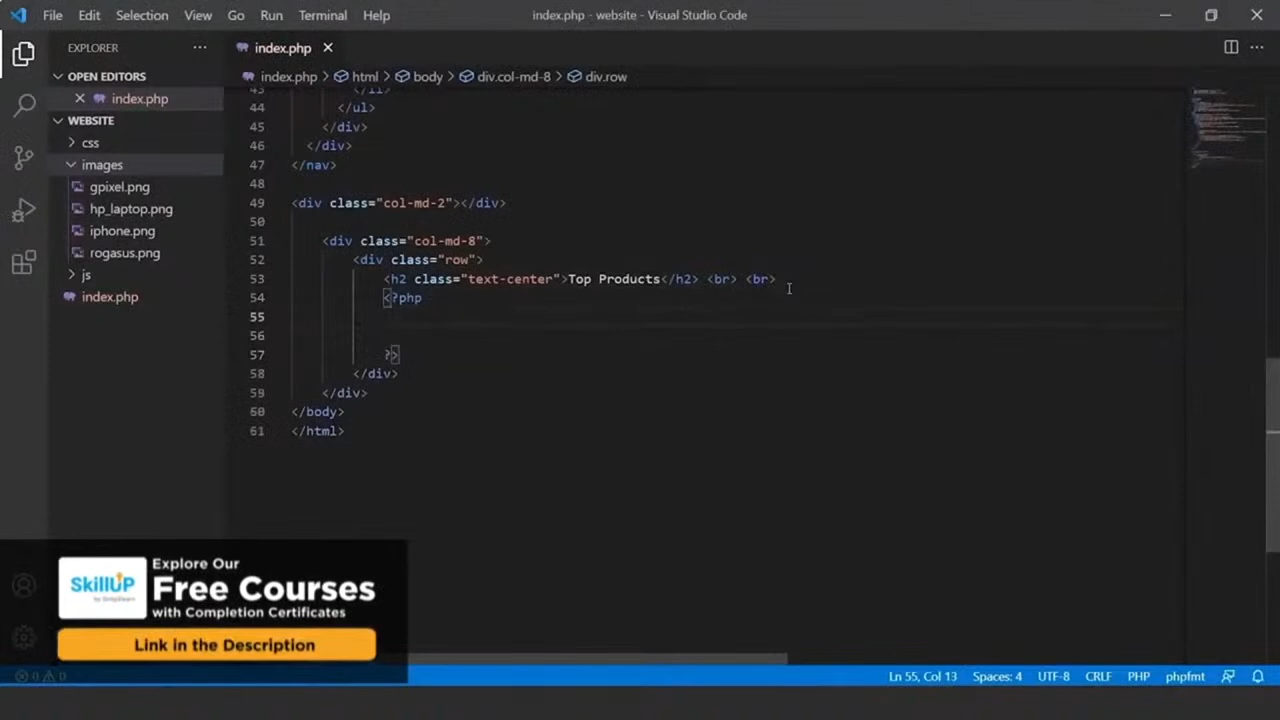 File Edit Selection View Go Run Terminal Help index.php - website - Visual Studio Code
EXPLORER ··· index.php
OPEN EDITORS
index.php
index.php > html > body > div.col-md-8 > div.row
WEBSITE
css
images
gpixel.png
hp_laptop.png
iphone.png
rogasus.png
js
index.php
43 </li>
44 </ul>
45 </div>
46 </div>
47 </nav>
48
49 <div class="col-md-2"></div>
50
51 <div class="col-md-8">
52 <div class="row">
53 <h2 class="text-center">Top Products</h2> <br> <br>
54 <?php
55
56
57 ?>
58 </div>
59 </div>
60 </body>
61 </html>
SkillUP
Explore Our
Free Courses
with Completion Certificates
Link in the Description
0 0 Ln 55, Col 13 Spaces: 4 UTF-8 CRLF PHP phpfmt